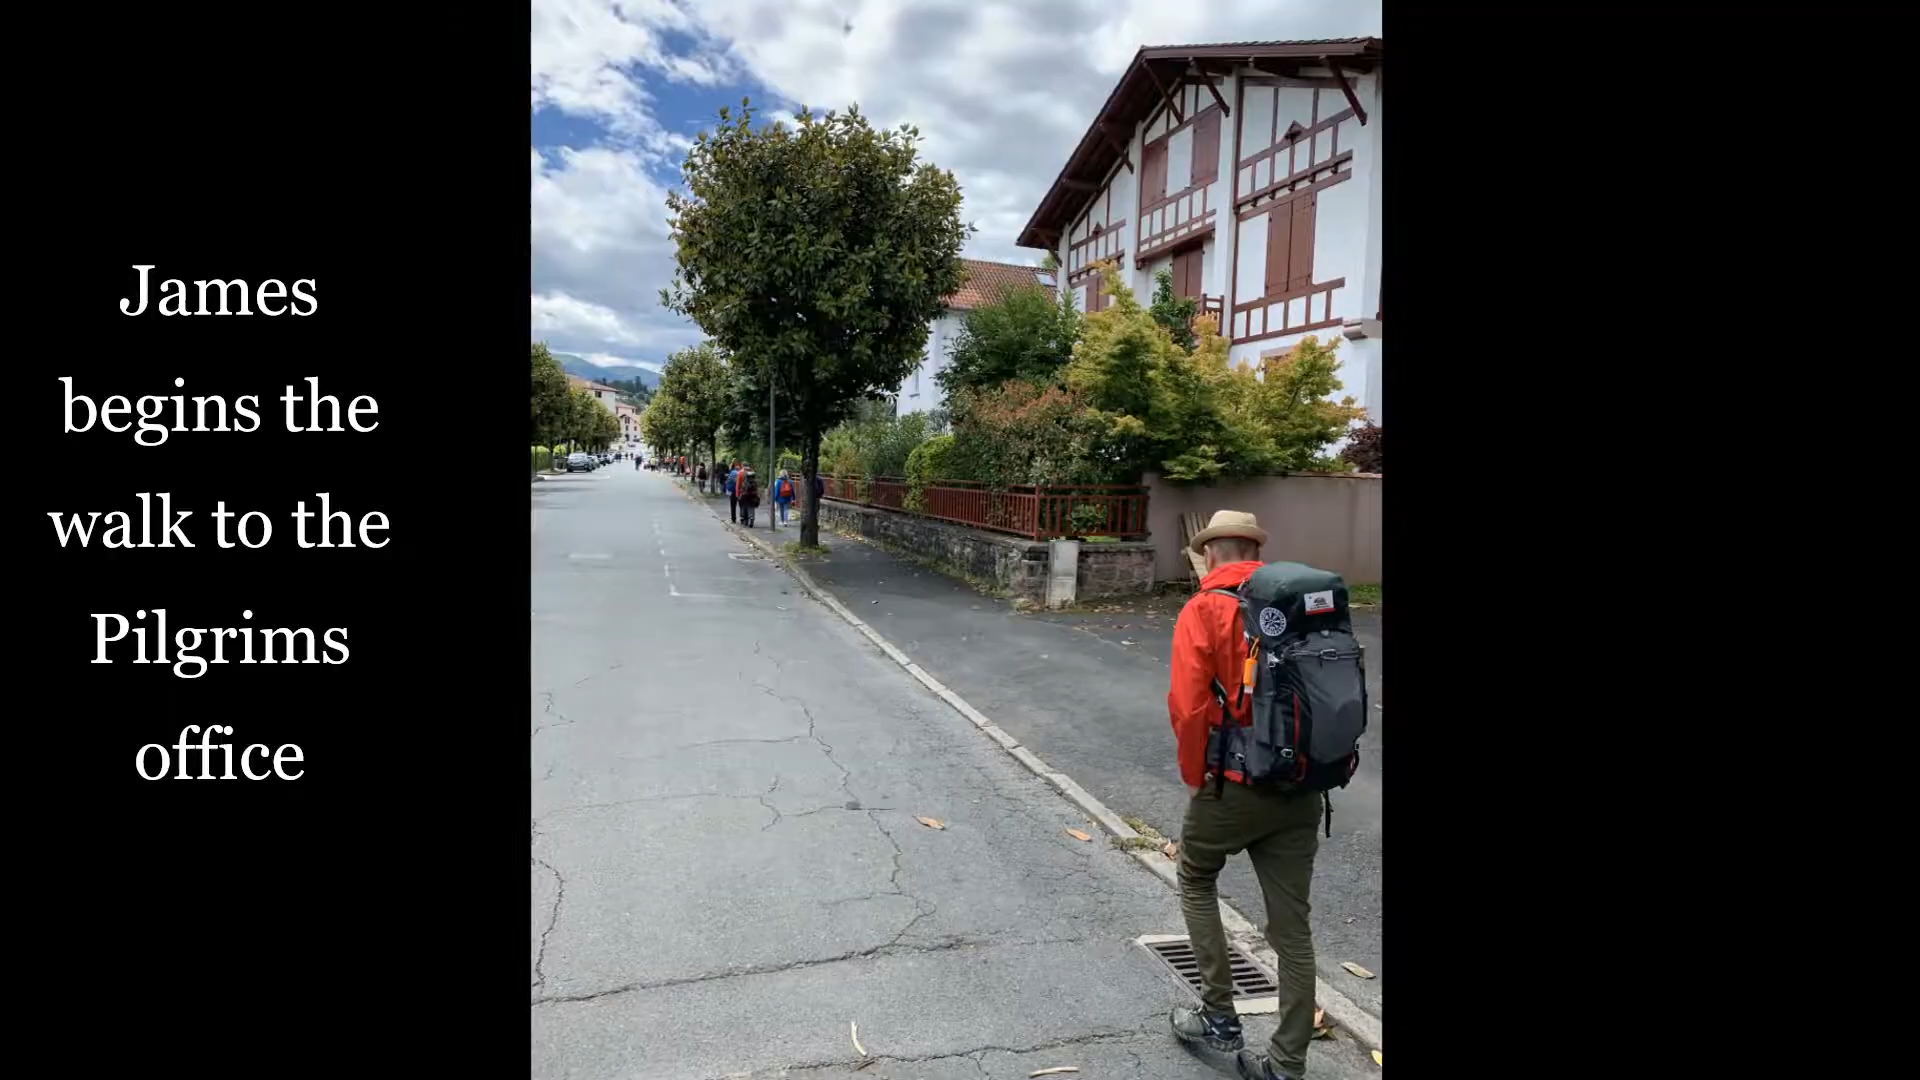 James
begins the
walk to the
Pilgrims
office